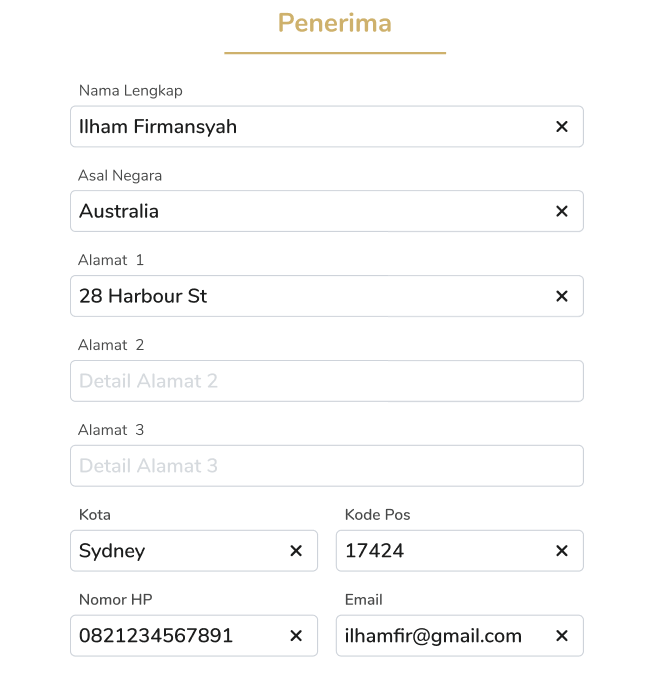 Penerima
Nama Lengkap
Ilham Firmansyah
Asal Negara
Australia
Alamat 1
28 Harbour St
Alamat 2
Detail Alamat 2
Alamat 3
Detail Alamat 3
Kota Kode Pos
Sydney 17424
Nomor HP Email
0821234567891 ilhamfir@gmail.com